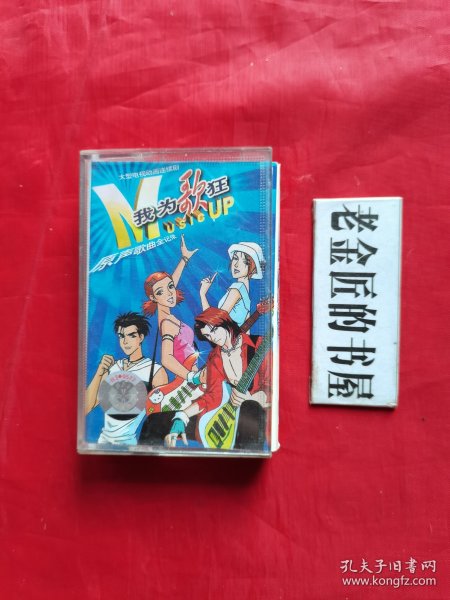 大型电视动画连续剧
我为歌狂
Music UP
原声歌曲全记录
老金匠的书屋
孔夫子旧书网
www.kongfz.com